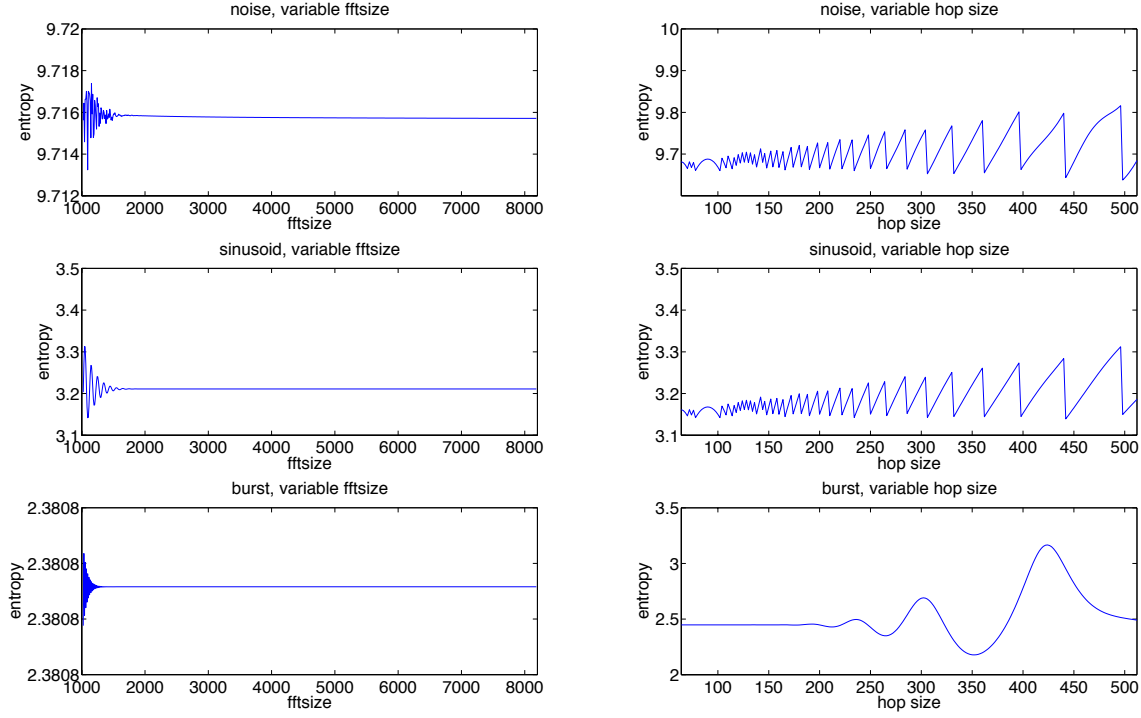 noise, variable fftsize
9.72
9.718
9.716
9.714
9.712
entropy
1000 2000 3000 4000 5000 6000 7000 8000
fftsize
noise, variable hop size
10
9.9
9.8
9.7
entropy
100 150 200 250 300 350 400 450 500
hop size
sinusoid, variable fftsize
3.5
3.4
3.3
3.2
3.1
entropy
1000 2000 3000 4000 5000 6000 7000 8000
fftsize
sinusoid, variable hop size
3.5
3.4
3.3
3.2
3.1
entropy
100 150 200 250 300 350 400 450 500
hop size
burst, variable fftsize
2.3808
2.3808
2.3808
2.3808
entropy
1000 2000 3000 4000 5000 6000 7000 8000
fftsize
burst, variable hop size
3.5
3
2.5
2
entropy
100 150 200 250 300 350 400 450 500
hop size